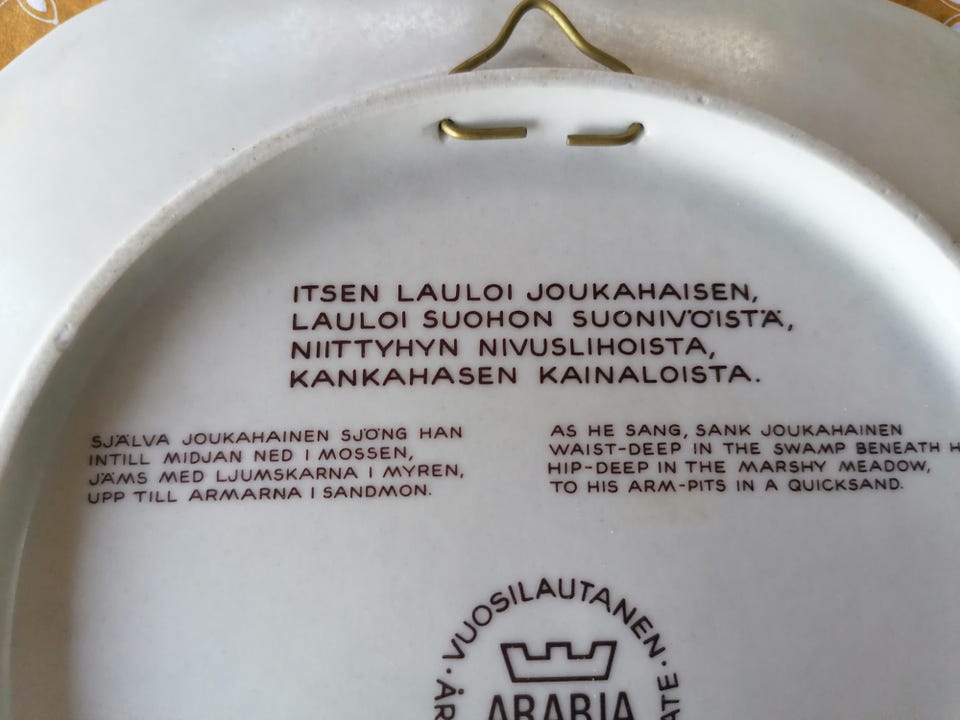 ITSEN LAULOI JOUKAHAISEN,
LAULOI SUOHON SUONIVÖISTÄ,
NIITTYHYN NIVUSLIHOISTA,
KANKAHASEN KAINALOISTA.
SJÄLVA JOUKAHAINEN SJÖNG HAN
INTILL MIDJAN NED I MOSSEN,
JÄMS MED LJUMSKARNA I MYREN,
UPP TILL ARMARNA I SANDMON.
AS HE SANG, SANK JOUKAHAINEN
WAIST-DEEP IN THE SWAMP BENEATH
HIP-DEEP IN THE MARSHY MEADOW,
TO HIS ARM-PITS IN A QUICKSAND.
· VUOSILAUTANEN ·
ARABIA